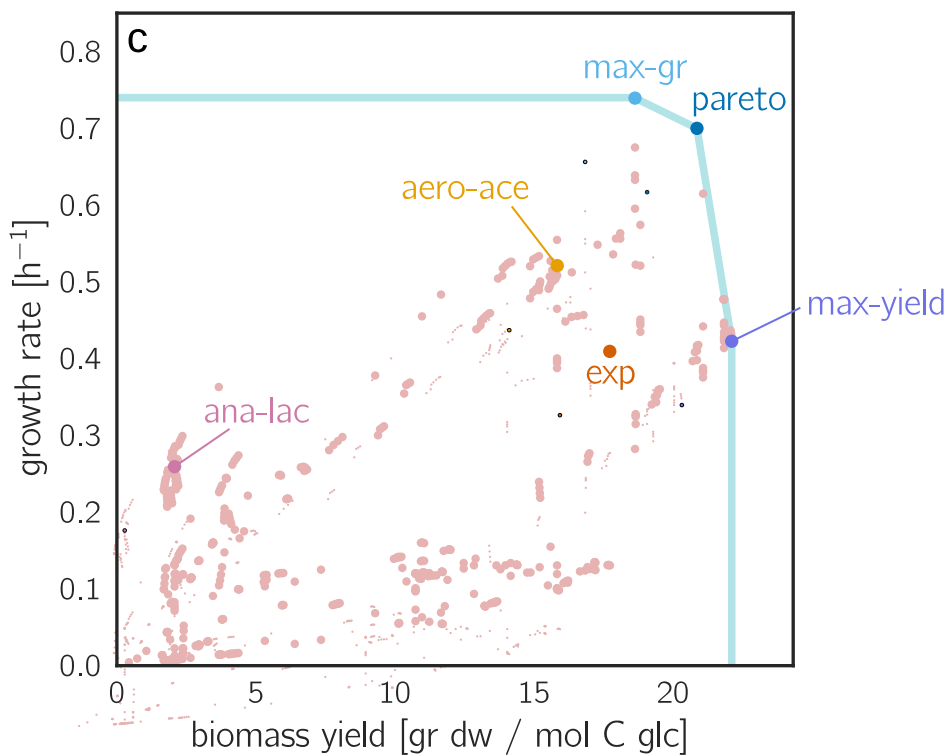 c
0.8
max-gr
pareto
0.7
aero-ace
0.6
growth rate [h⁻¹]
0.5
max-yield
0.4
exp
ana-lac
0.3
0.2
0.1
0.0
0 5 10 15 20
biomass yield [gr dw / mol C glc]